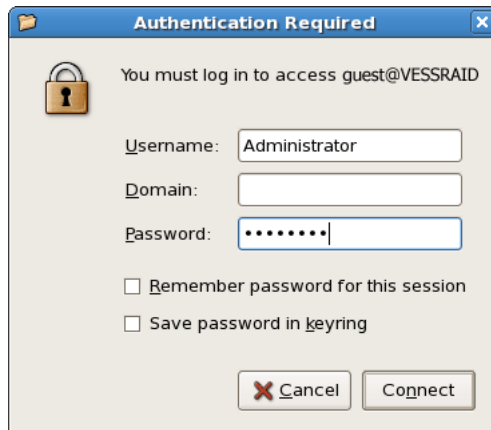 Authentication Required
You must log in to access guest@VESSRAID
Username: Administrator
Domain:
Password: ••••••••
Remember password for this session
Save password in keyring
Cancel Connect